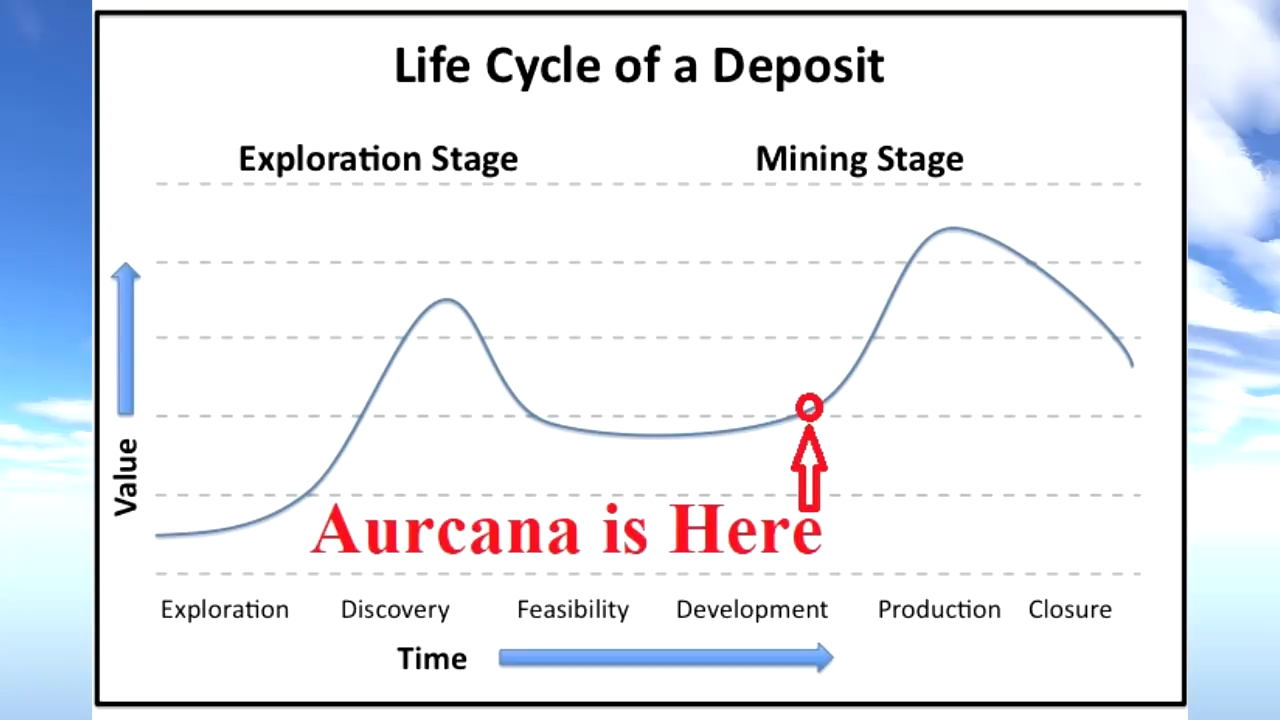 Life Cycle of a Deposit
Exploration Stage
Mining Stage
Value
Aurcana is Here
Exploration
Discovery
Feasibility
Development
Production
Closure
Time